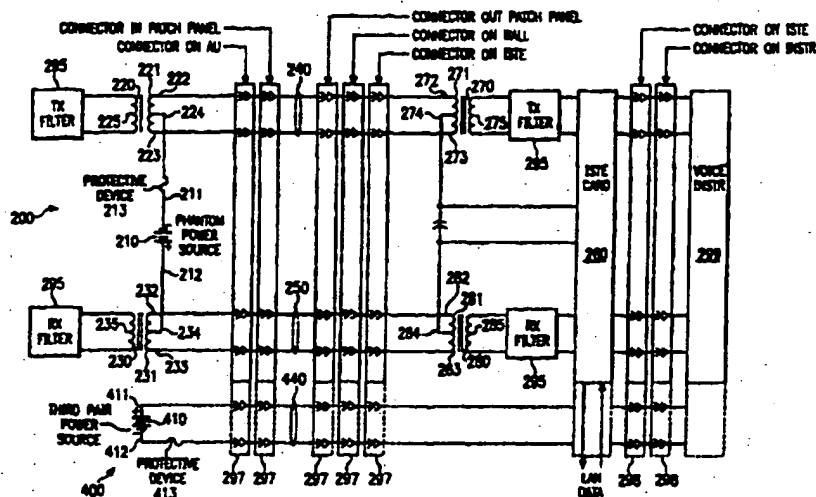 CONNECTOR IN PATCH PANEL
CONNECTOR ON AU
CONNECTOR OUT PATCH PANEL
CONNECTOR ON WALL
CONNECTOR ON ISTE
CONNECTOR ON ISTE
CONNECTOR ON INSTR
295
TX
FILTER
220
221
222
224
225
223
240
272
271
270
274
275
273
TX
FILTER
295
ISTE
CARD
VOICE
INSTR
299
PROTECTIVE
DEVICE
213
211
200
PHANTOM
POWER
SOURCE
210
212
295
RX
FILTER
232
235
234
230
231
233
250
282
281
284
285
283
280
RX
FILTER
295
411
THIRD PAIR
POWER
SOURCE
410
412
440
400
PROTECTIVE
DEVICE
413
297
297
297
297
297
298
298
LAN
DATA